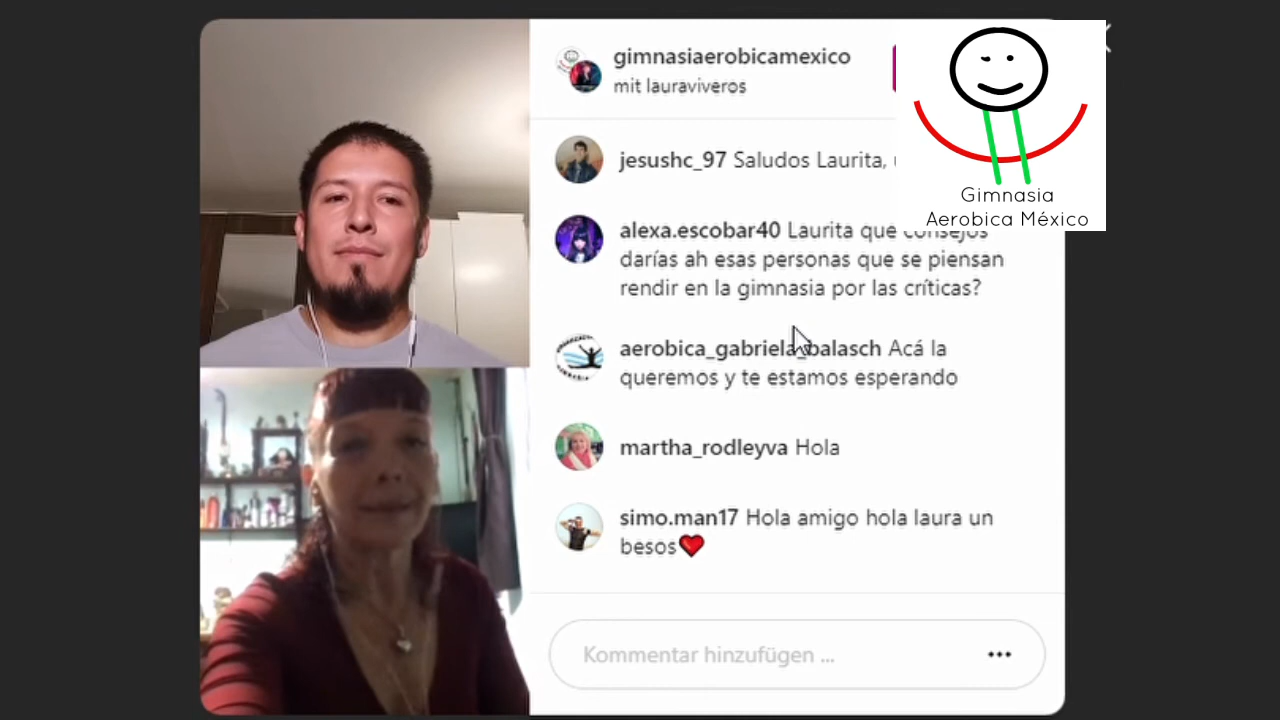 gimnasiaerobicamexico
mit lauraviveros
jesushc_97 Saludos Laurita,
alexa.escobar40 Laurita que consejos
darías ah esas personas que se piensan
rendir en la gimnasia por las críticas?
aerobica_gabriela_balasch Acá la
queremos y te estamos esperando
martha_rodleyva Hola
simo.man17 Hola amigo hola laura un
besos❤️
Kommentar hinzufügen ...
Gimnasia
Aerobica México